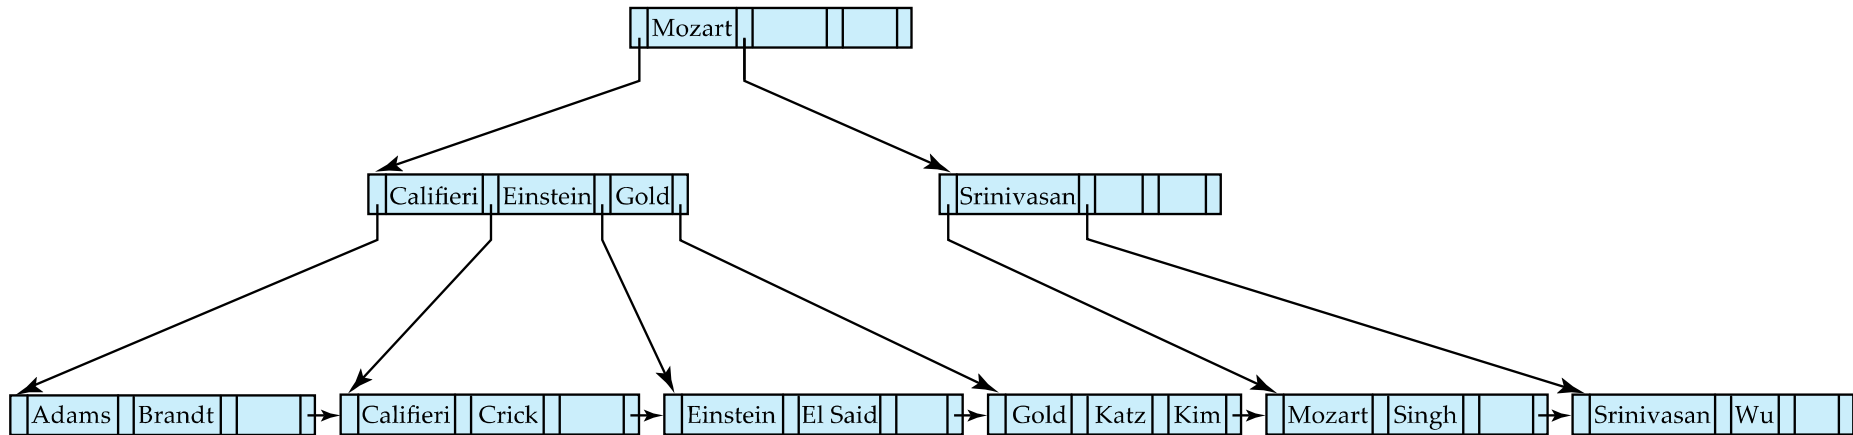 Mozart
Califieri Einstein Gold Srinivasan
Adams Brandt Califieri Crick Einstein El Said Gold Katz Kim Mozart Singh Srinivasan Wu